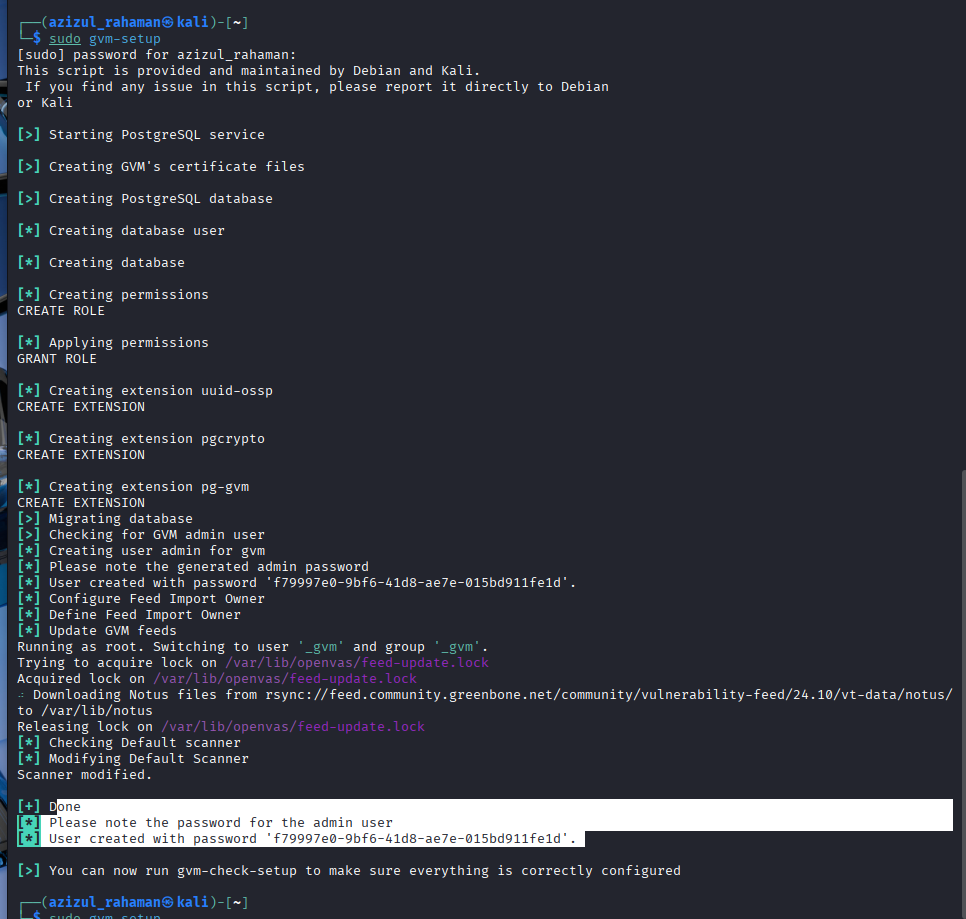 ┌──(azizul_rahaman㉿kali)-[~]
└─$ sudo gvm-setup
[sudo] password for azizul_rahaman:
This script is provided and maintained by Debian and Kali.
 If you find any issue in this script, please report it directly to Debian
or Kali
[>] Starting PostgreSQL service
[>] Creating GVM's certificate files
[>] Creating PostgreSQL database
[*] Creating database user
[*] Creating database
[*] Creating permissions
CREATE ROLE
[*] Applying permissions
GRANT ROLE
[*] Creating extension uuid-ossp
CREATE EXTENSION
[*] Creating extension pgcrypto
CREATE EXTENSION
[*] Creating extension pg-gvm
CREATE EXTENSION
[>] Migrating database
[>] Checking for GVM admin user
[*] Creating user admin for gvm
[*] Please note the generated admin password
[*] User created with password 'f79997e0-9bf6-41d8-ae7e-015bd911fe1d'.
[*] Configure Feed Import Owner
[*] Define Feed Import Owner
[*] Update GVM feeds
Running as root. Switching to user '_gvm' and group '_gvm'.
Trying to acquire lock on /var/lib/openvas/feed-update.lock
Acquired lock on /var/lib/openvas/feed-update.lock
⠴ Downloading Notus files from rsync://feed.community.greenbone.net/community/vulnerability-feed/24.10/vt-data/notus/
to /var/lib/notus
Releasing lock on /var/lib/openvas/feed-update.lock
[*] Checking Default scanner
[*] Modifying Default Scanner
Scanner modified.
[+] Done
[*] Please note the password for the admin user
[*] User created with password 'f79997e0-9bf6-41d8-ae7e-015bd911fe1d'.
[>] You can now run gvm-check-setup to make sure everything is correctly configured
┌──(azizul_rahaman㉿kali)-[~]
└─$ sudo gvm-setup